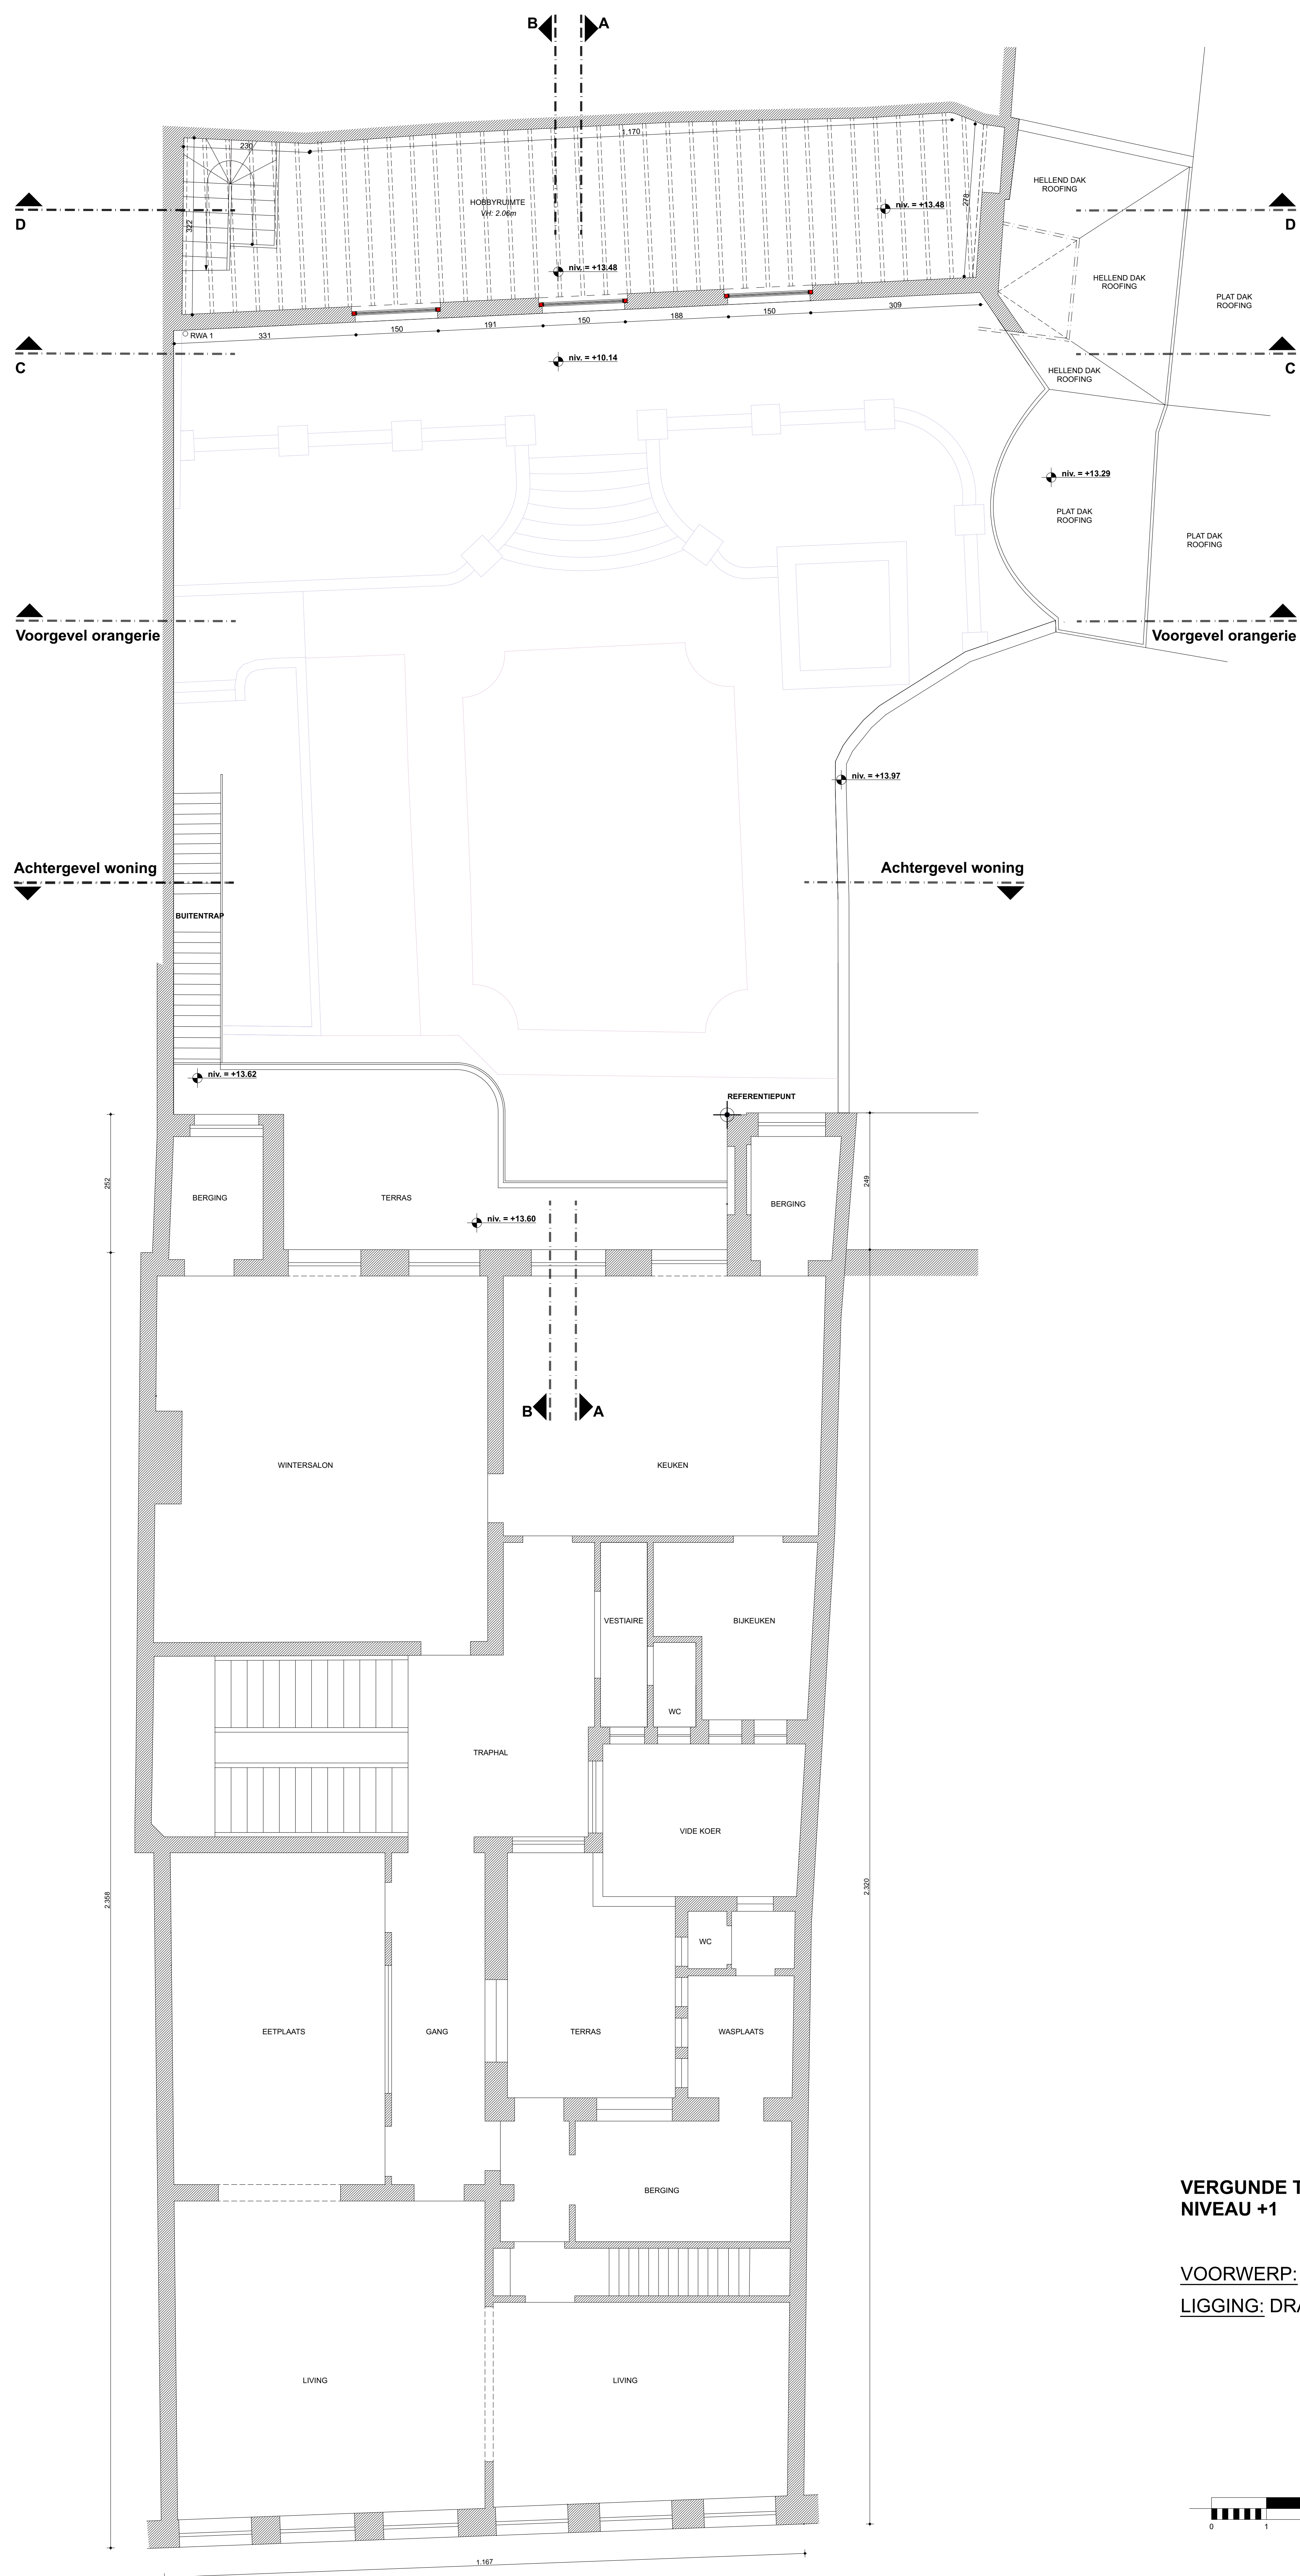 B
A
1.170
230
HELLEND DAK
ROOFING
D
322
HOBBYRUIMTE
VH: 2.06m
niv. = +13.48
278
D
niv. = +13.48
HELLEND DAK
ROOFING
PLAT DAK
ROOFING
RWA 1
331
150
191
150
188
150
309
C
niv. = +10.14
HELLEND DAK
ROOFING
C
niv. = +13.29
PLAT DAK
ROOFING
PLAT DAK
ROOFING
Voorgevel orangerie
Voorgevel orangerie
niv. = +13.97
Achtergevel woning
Achtergevel woning
BUITENTRAP
niv. = +13.62
REFERENTIEPUNT
252
BERGING
TERRAS
BERGING
249
niv. = +13.60
B
A
WINTERSALON
KEUKEN
VESTIAIRE
BIJKEUKEN
WC
TRAPHAL
VIDE KOER
2.358
2.320
WC
EETPLAATS
GANG
TERRAS
WASPLAATS
BERGING
VERGUNDE
NIVEAU +1
VOORWERP:
LIGGING:
LIVING
LIVING
0
1
1.167